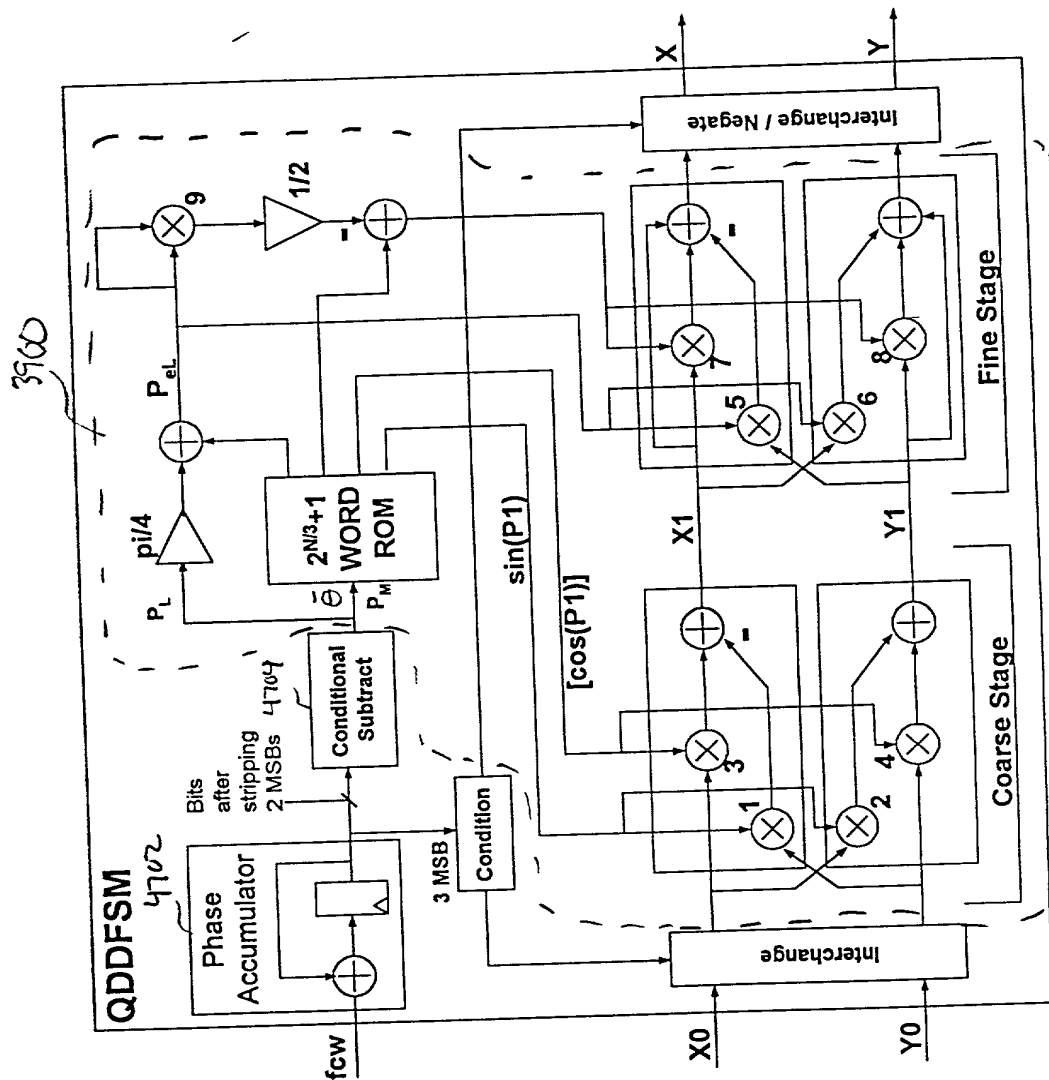 QDDFSM
3900
4702
Phase
Accumulator
fcw
Bits
after
stripping
2 MSBs
4704
Conditional
Subtract
3 MSB
Condition
P_L
pi/4
θ̄
P_M
2^{N/3}+1
WORD
ROM
P_eL
9
1/2
-
sin(P1)
[cos(P1)]
X0
Y0
Interchange
1
2
3
4
-
Coarse Stage
X1
Y1
5
6
7
8
-
Fine Stage
Interchange / Negate
X
Y